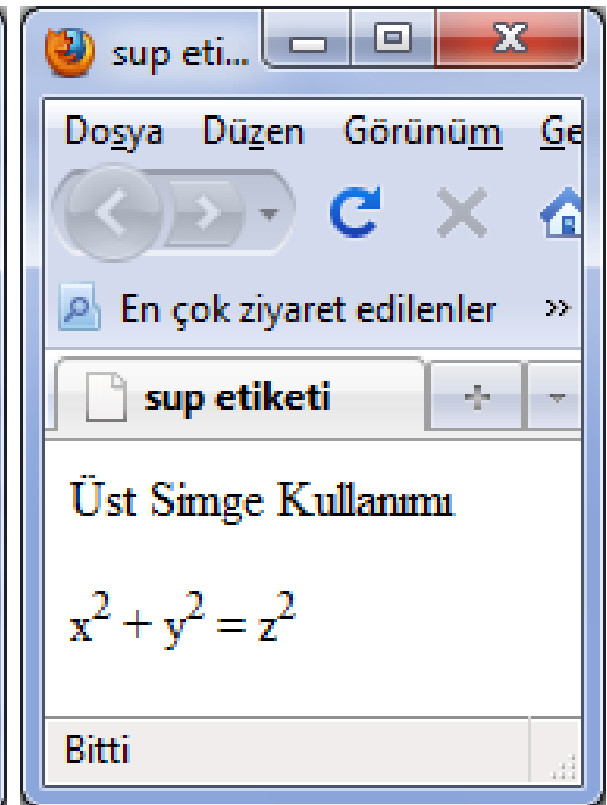 sup eti...
Dosya Düzen Görünüm Ge
En çok ziyaret edilenler »
sup etiketi
Üst Simge Kullanımı
x² + y² = z²
Bitti